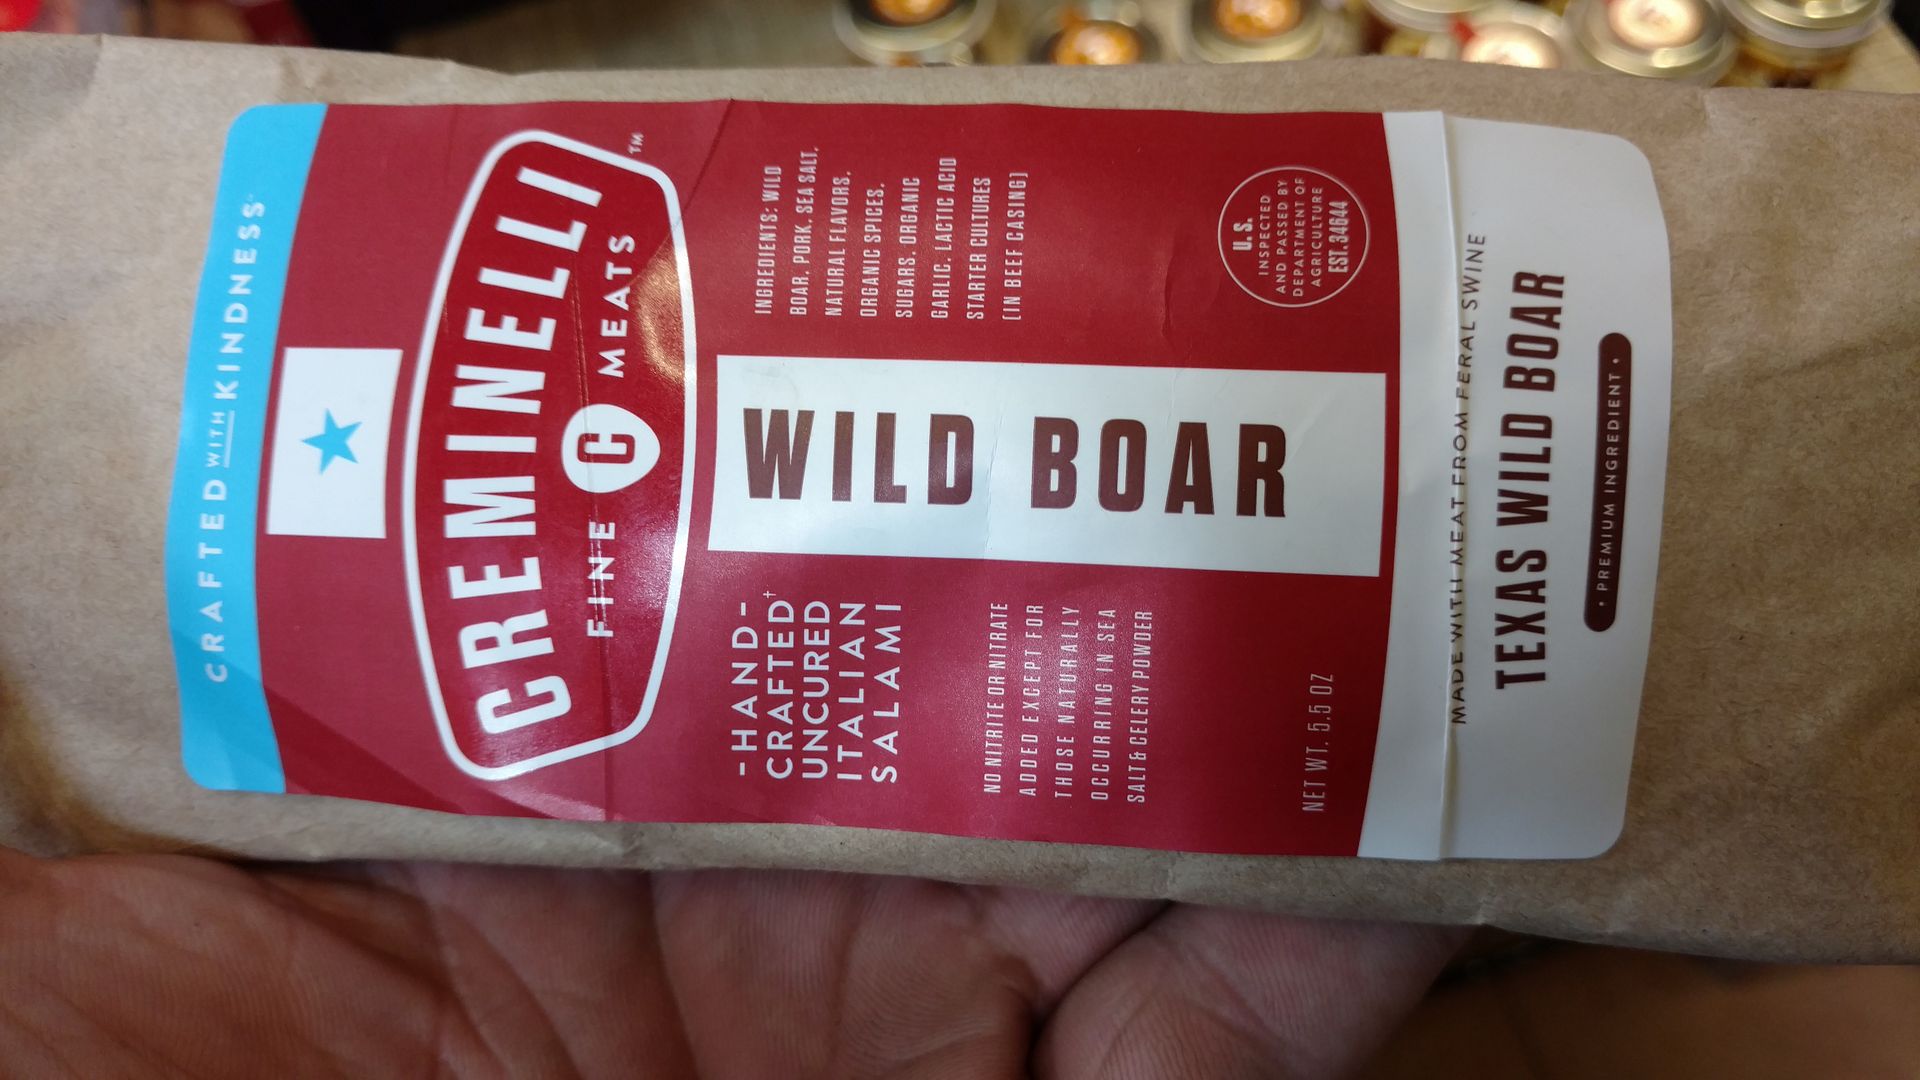 CRAFTED WITH KINDNESS
CREMINELLI™
FINE C MEATS
-HAND-
CRAFTED†
UNCURED
ITALIAN
SALAMI
NO NITRITE OR NITRATE
ADDED EXCEPT FOR
THOSE NATURALLY
OCCURRING IN SEA
SALT & CELERY POWDER
NET WT. 5.5 OZ
WILD BOAR
INGREDIENTS: WILD
BOAR, PORK, SEA SALT,
NATURAL FLAVORS,
ORGANIC SPICES,
SUGARS, ORGANIC
GARLIC, LACTIC ACID
STARTER CULTURES
[IN BEEF CASING]
U.S.
INSPECTED
AND PASSED BY
DEPARTMENT OF
AGRICULTURE
EST.34644
MADE WITH MEAT FROM FERAL SWINE
TEXAS WILD BOAR
• PREMIUM INGREDIENT •